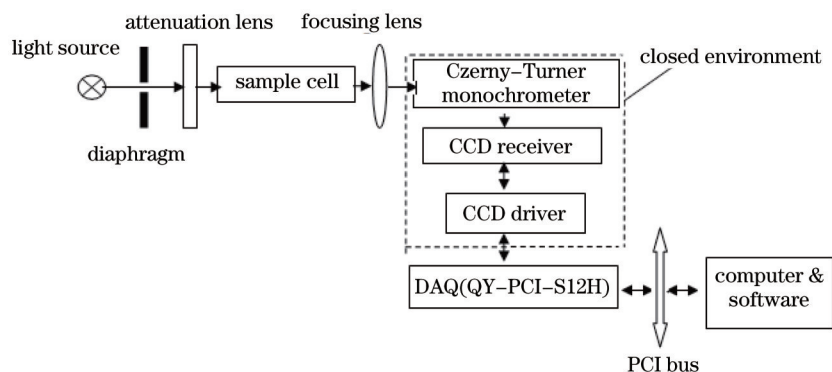 attenuation lens
focusing lens
light source
closed environment
sample cell
Czerny–Turner
monochrometer
diaphragm
CCD receiver
CCD driver
DAQ(QY–PCI–S12H)
computer &
software
PCI bus